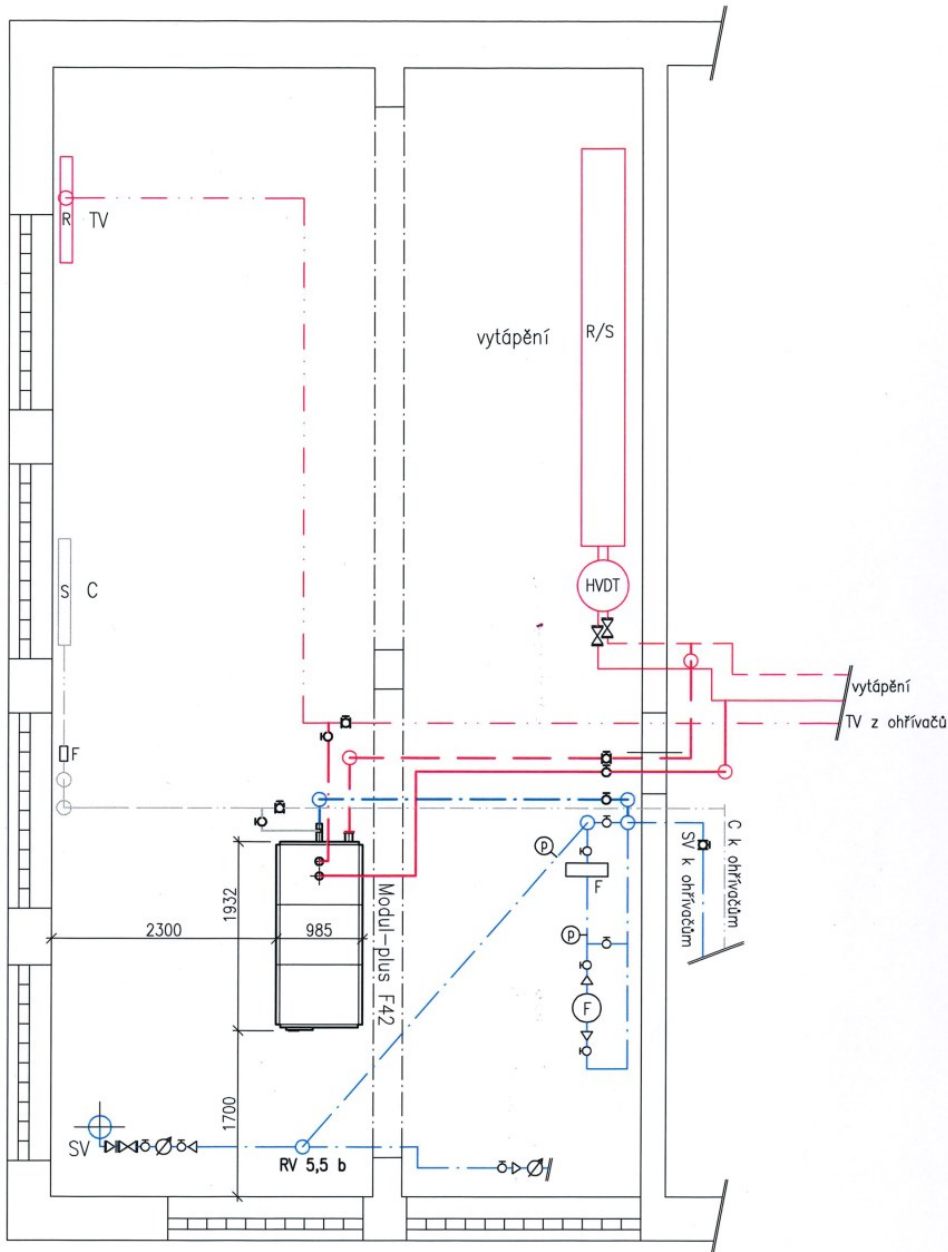 R TV
vytápění R/S
S C
HVDT
F
vytápění
TV z ohřívačů
C k ohřívačům
SV k ohřívačům
P
F
1932
2300
985
Modul-plus F42
P
F
1700
SV
RV 5,5 b